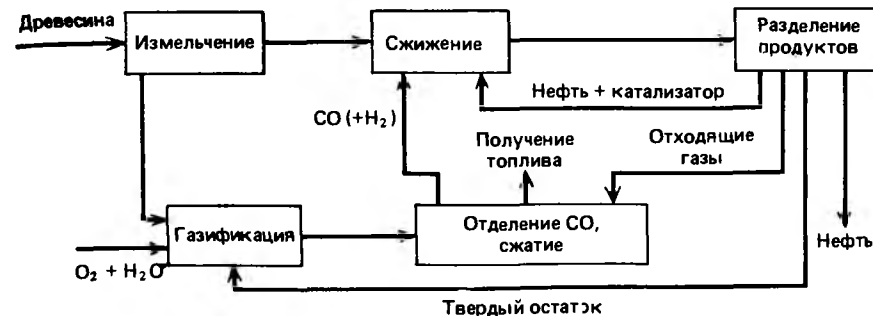 Древесина
Измельчение
Сжижение
Разделение
продуктов
Нефть + катализатор
CO (+H₂)
Получение
топлива
Отходящие
газы
Газификация
Отделение CO,
сжатие
Нефть
O₂ + H₂O
Твердый остаток